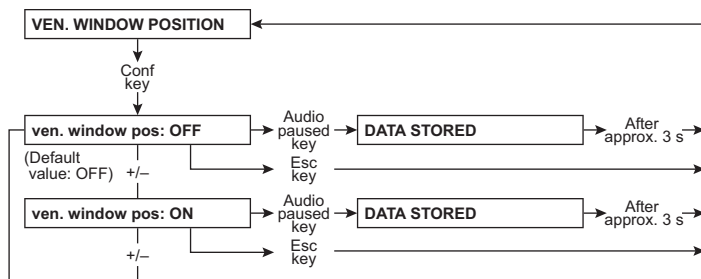 VEN. WINDOW POSITION
Conf
key
ven. window pos: OFF
Audio
paused
key
DATA STORED
After
approx. 3 s
(Default
value: OFF)
+/–
Esc
key
ven. window pos: ON
Audio
paused
key
DATA STORED
After
approx. 3 s
+/–
Esc
key